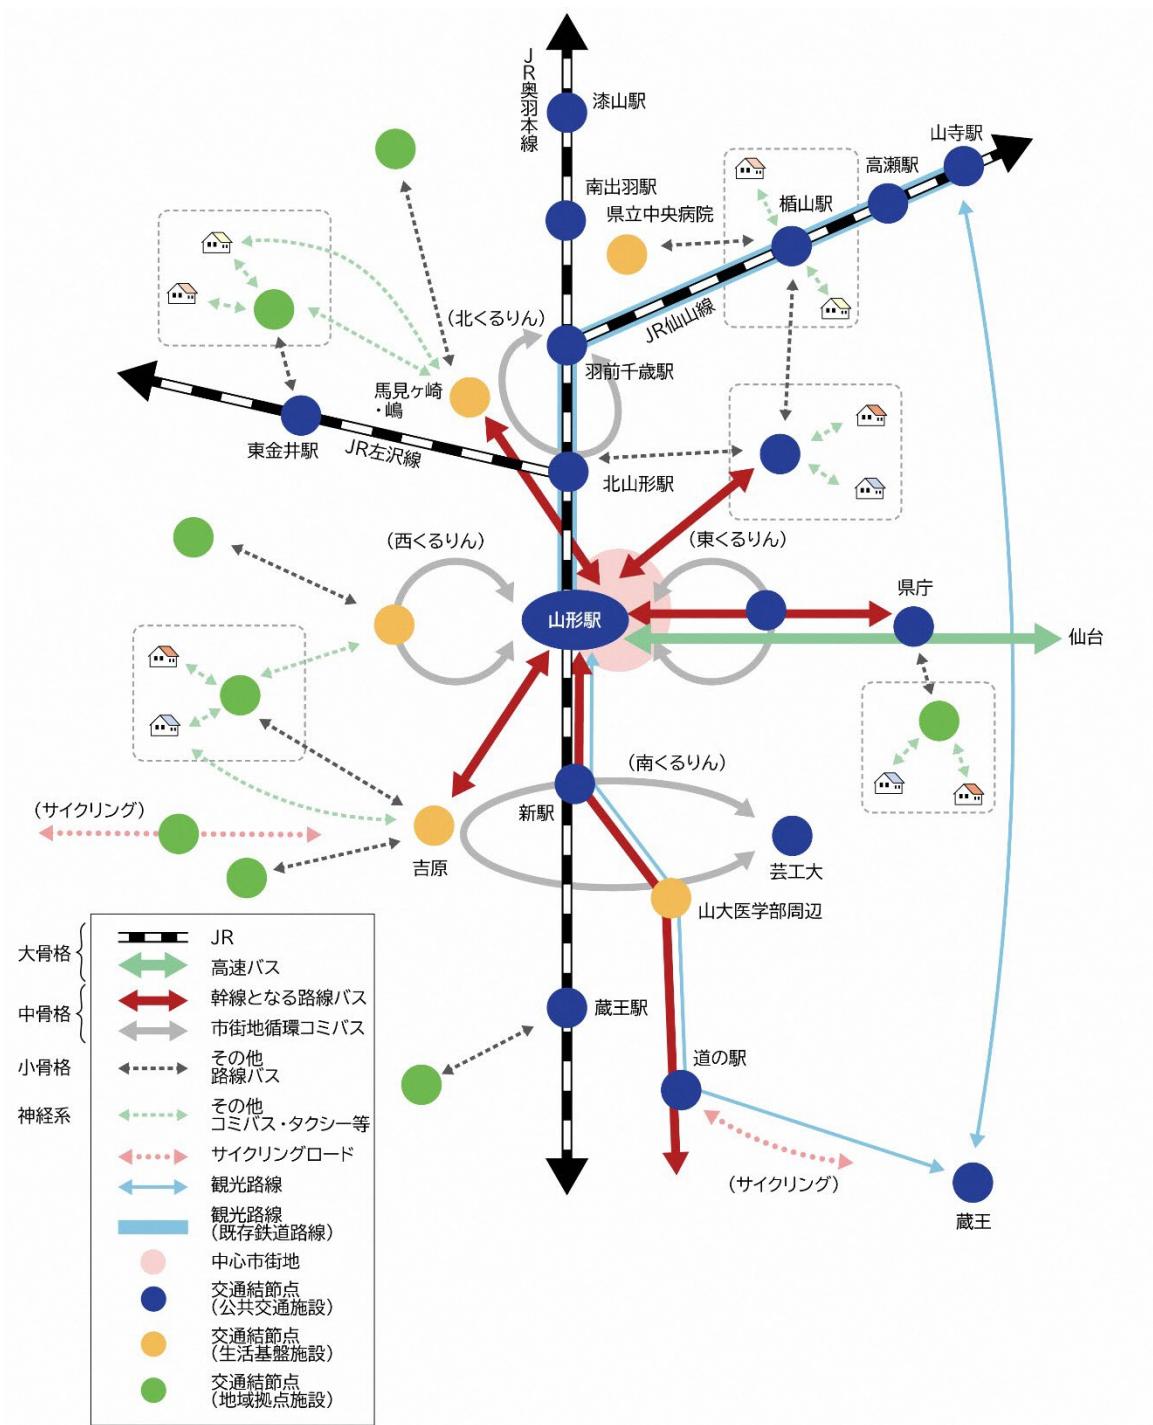 JR奥羽本線
漆山駅
山寺駅
高瀬駅
南出羽駅
楯山駅
県立中央病院
(北くるりん)
JR仙山線
羽前千歳駅
馬見ヶ崎
・嶋
東金井駅
JR左沢線
北山形駅
(西くるりん)
(東くるりん)
県庁
山形駅
仙台
(南くるりん)
(サイクリング)
新駅
吉原
芸工大
山大医学部周辺
蔵王駅
道の駅
(サイクリング)
蔵王
大骨格
JR
高速バス
中骨格
幹線となる路線バス
市街地循環コミバス
小骨格
その他
路線バス
神経系
その他
コミバス・タクシー等
サイクリングロード
観光路線
観光路線
(既存鉄道路線)
中心市街地
交通結節点
(公共交通施設)
交通結節点
(生活基盤施設)
交通結節点
(地域拠点施設)